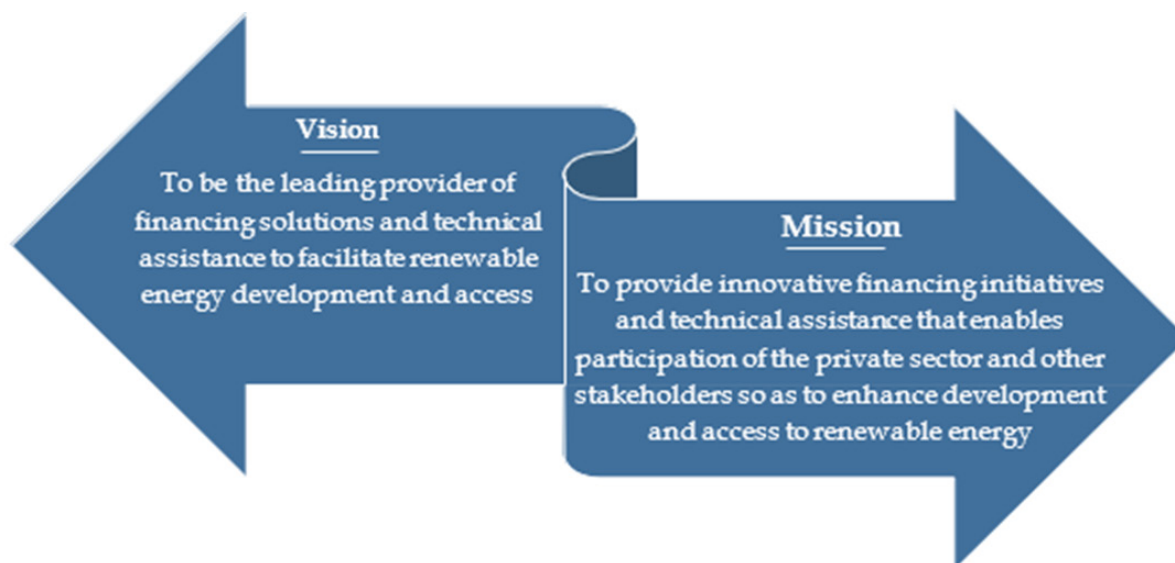 Vision
To be the leading provider of
financing solutions and technical
assistance to facilitate renewable
energy development and access
Mission
To provide innovative financing initiatives
and technical assistance that enables
participation of the private sector and other
stakeholders so as to enhance development
and access to renewable energy